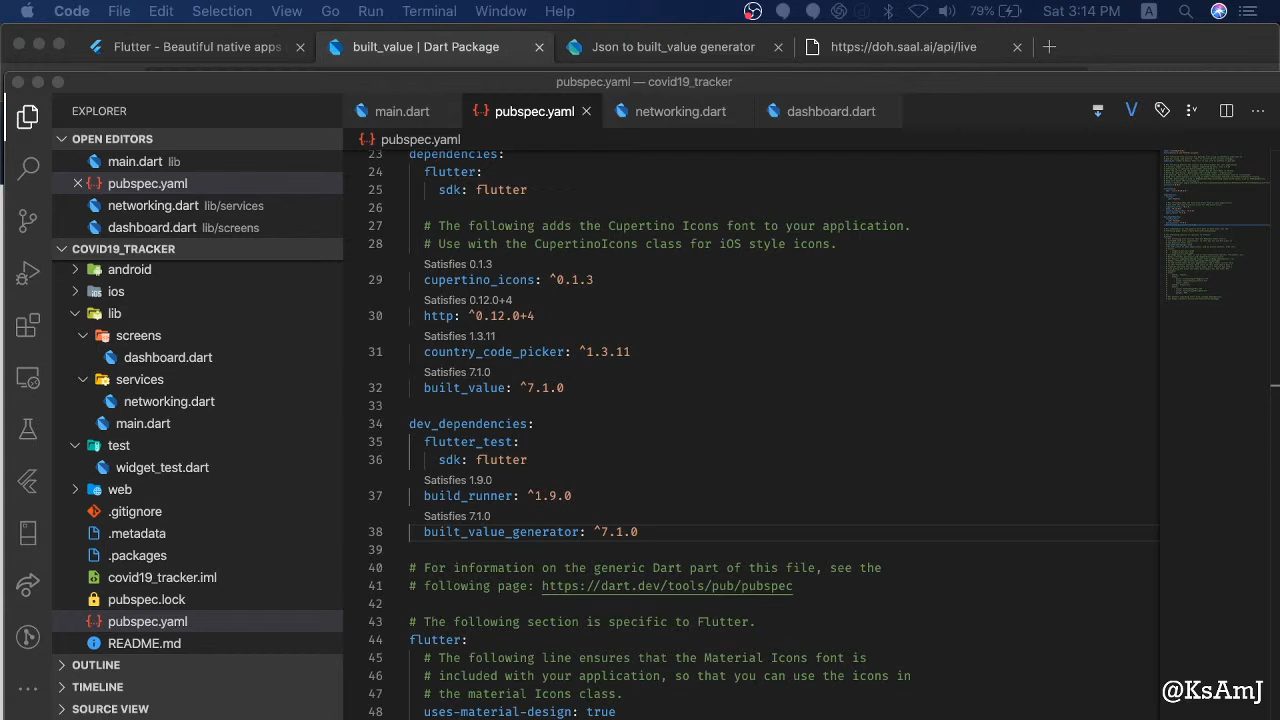 Code File Edit Selection View Go Run Terminal Window Help 79% Sat 3:14 PM A
Flutter - Beautiful native apps built_value | Dart Package Json to built_value generator https://doh.saal.ai/api/live
pubspec.yaml — covid19_tracker
EXPLORER
OPEN EDITORS
main.dart lib
pubspec.yaml
networking.dart lib/services
dashboard.dart lib/screens
COVID19_TRACKER
android
ios
lib
screens
dashboard.dart
services
networking.dart
main.dart
test
widget_test.dart
web
.gitignore
.metadata
.packages
covid19_tracker.iml
pubspec.lock
pubspec.yaml
README.md
OUTLINE
TIMELINE
SOURCE VIEW
main.dart pubspec.yaml networking.dart dashboard.dart
pubspec.yaml
23 dependencies:
24 flutter:
25 sdk: flutter
26
27 # The following adds the Cupertino Icons font to your application.
28 # Use with the CupertinoIcons class for iOS style icons.
Satisfies 0.1.3
29 cupertino_icons: ^0.1.3
Satisfies 0.12.0+4
30 http: ^0.12.0+4
Satisfies 1.3.11
31 country_code_picker: ^1.3.11
Satisfies 7.1.0
32 built_value: ^7.1.0
33
34 dev_dependencies:
35 flutter_test:
36 sdk: flutter
Satisfies 1.9.0
37 build_runner: ^1.9.0
Satisfies 7.1.0
38 built_value_generator: ^7.1.0
39
40 # For information on the generic Dart part of this file, see the
41 # following page: https://dart.dev/tools/pub/pubspec
42
43 # The following section is specific to Flutter.
44 flutter:
45 # The following line ensures that the Material Icons font is
46 # included with your application, so that you can use the icons in
47 # the material Icons class.
48 uses-material-design: true
@KsAmJ